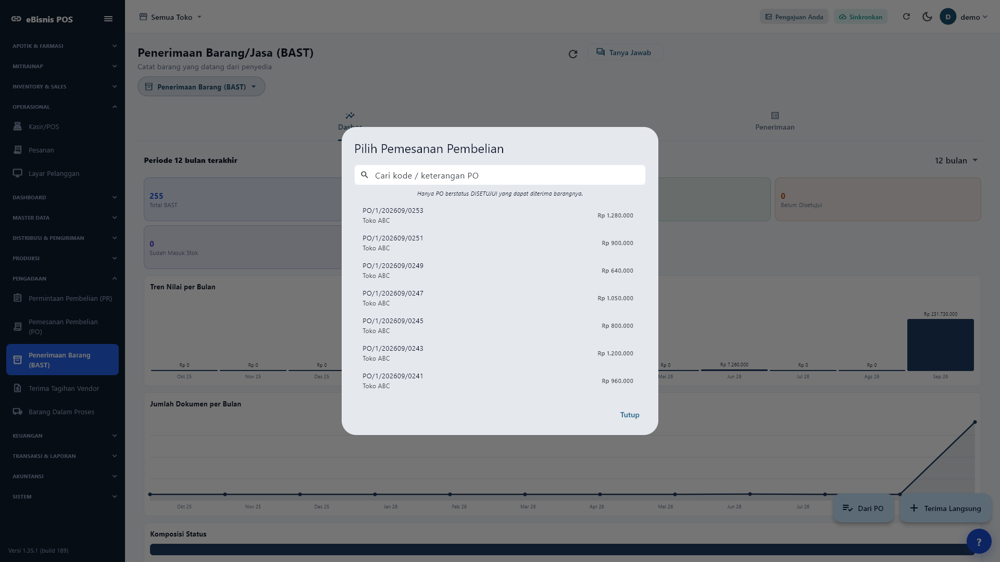 eBisnis POS
APOTIK & FARMASI
MITRAINAP
INVENTORY & SALES
OPERASIONAL
Kasir/POS
Pesanan
Layar Pelanggan
DASHBOARD
MASTER DATA
DISTRIBUSI & PENGIRIMAN
PRODUKSI
PENGADAAN
Permintaan Pembelian (PR)
Pemesanan Pembelian
(PO)
Penerimaan Barang
(BAST)
Terima Tagihan Vendor
Barang Dalam Proses
KEUANGAN
TRANSAKSI & LAPORAN
AKUNTANSI
SISTEM
Versi 1.35.1 (build 189)
Semua Toko
Pengajuan Anda
Sinkronkan
D
demo
Penerimaan Barang/Jasa (BAST)
Catat barang yang datang dari penyedia
Tanya Jawab
Penerimaan Barang (BAST)
Penerimaan
Periode 12 bulan terakhir
12 bulan
255
Total BAST
0
Belum Disetujui
0
Sudah Masuk Stok
Pilih Pemesanan Pembelian
Cari kode / keterangan PO
Hanya PO berstatus DISETUJUI yang dapat diterima barangnya.
PO/1/202609/0253
Toko ABC
Rp 1.280.000
PO/1/202609/0251
Toko ABC
Rp 900.000
PO/1/202609/0249
Toko ABC
Rp 640.000
PO/1/202609/0247
Toko ABC
Rp 1.050.000
PO/1/202609/0245
Toko ABC
Rp 800.000
PO/1/202609/0243
Toko ABC
Rp 1.200.000
PO/1/202609/0241
Toko ABC
Rp 960.000
Tutup
Tren Nilai per Bulan
Rp 0 Rp 0 Rp 0 Rp 0 Rp 7.260.000 Rp 0 Rp 0 Rp 231.730.000
Okt 25 Nov 25 Des 25 Mei 26 Jun 26 Jul 26 Ags 26 Sep 26
Jumlah Dokumen per Bulan
Okt 25 Nov 25 Des 25 Jan 26 Feb 26 Mar 26 Apr 26 Mei 26 Jun 26 Jul 26
Dari PO
Terima Langsung
Komposisi Status
?